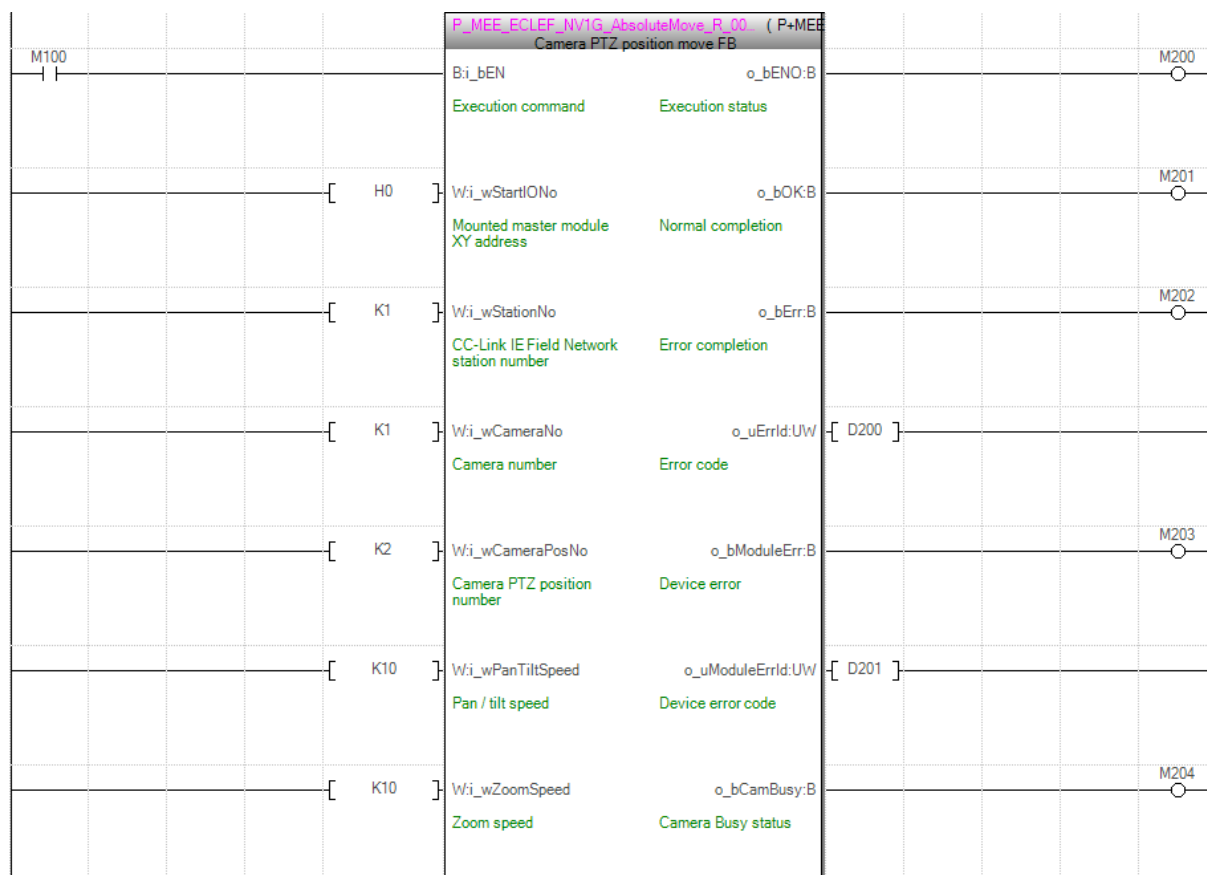 P_MEE_ECLEF_NV1G_AbsoluteMove_R_00... ( P+MEE
Camera PTZ position move FB
M100
B:i_bEN o_bENO:B M200
Execution command Execution status
H0 W:i_wStartIONo o_bOK:B M201
Mounted master module Normal completion
XY address
K1 W:i_wStationNo o_bErr:B M202
CC-Link IE Field Network Error completion
station number
K1 W:i_wCameraNo o_uErrId:UW D200
Camera number Error code
K2 W:i_wCameraPosNo o_bModuleErr:B M203
Camera PTZ position Device error
number
K10 W:i_wPanTiltSpeed o_uModuleErrId:UW D201
Pan / tilt speed Device error code
K10 W:i_wZoomSpeed o_bCamBusy:B M204
Zoom speed Camera Busy status